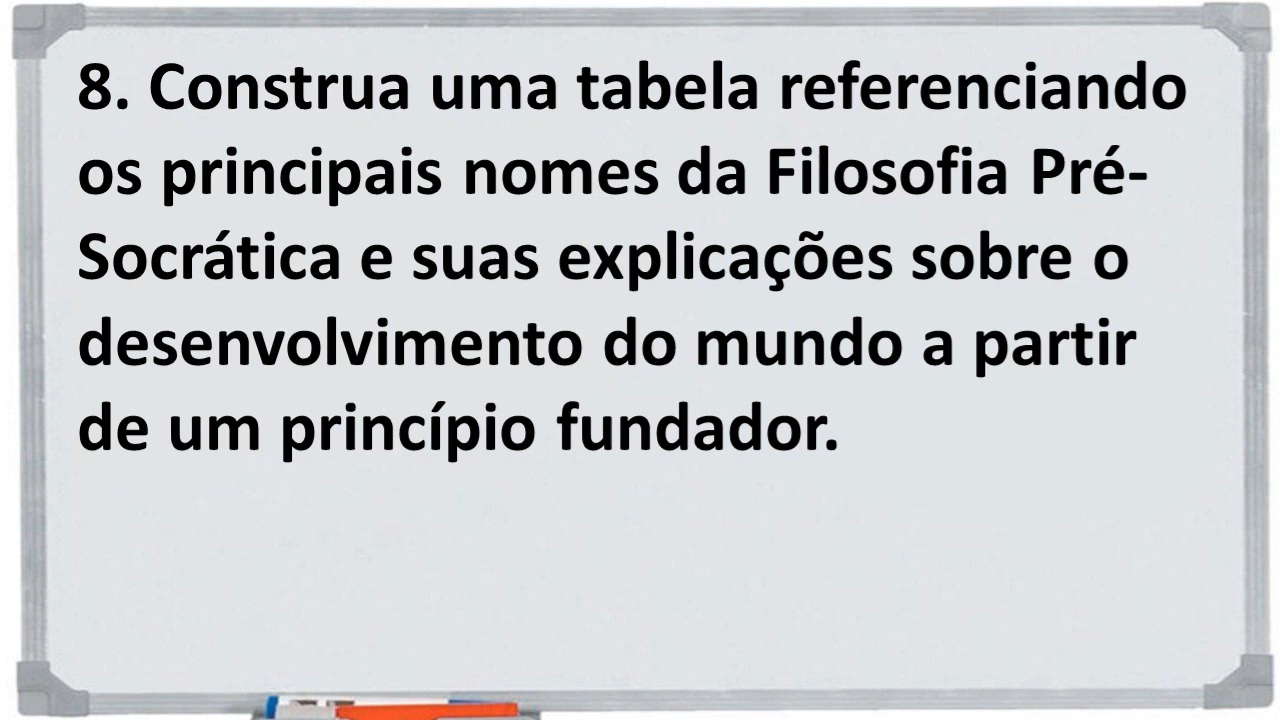 8. Construa uma tabela referenciando
os principais nomes da Filosofia Pré-
Socrática e suas explicações sobre o
desenvolvimento do mundo a partir
de um princípio fundador.